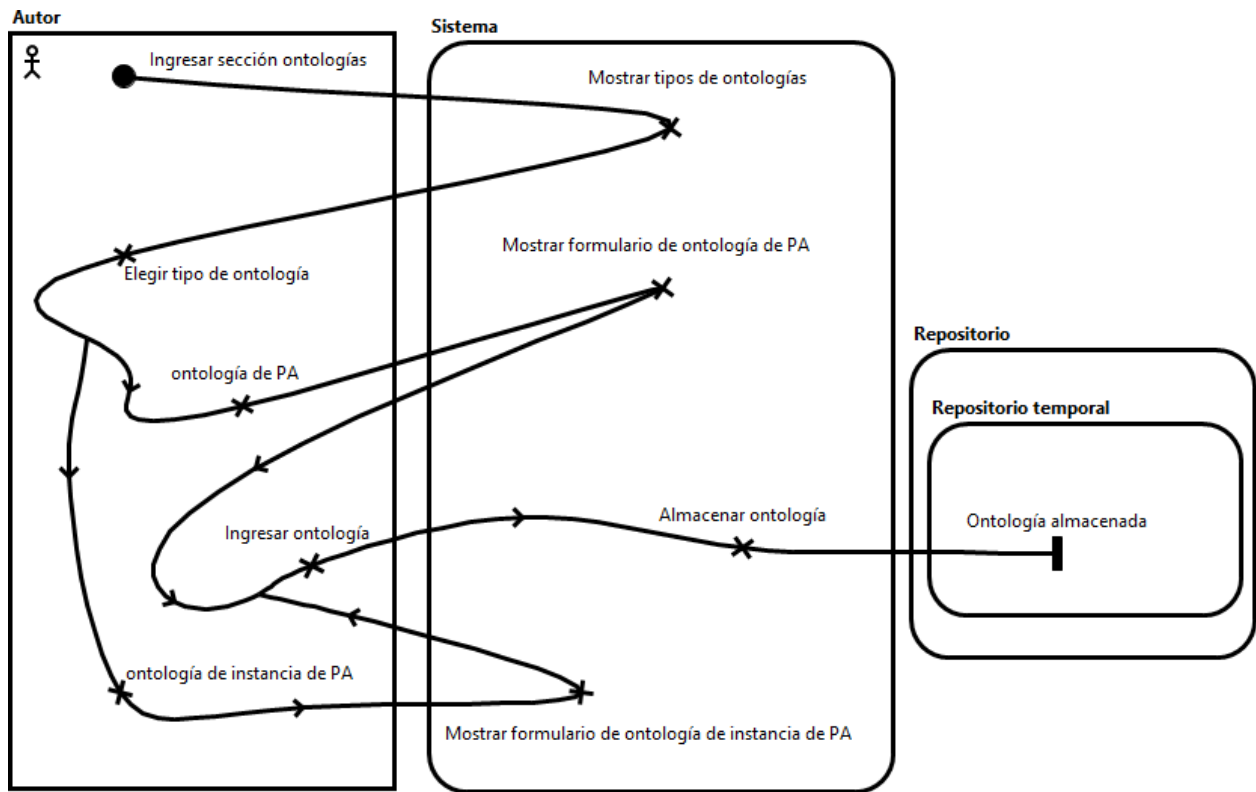 Autor
Sistema
Ingresar sección ontologías
Mostrar tipos de ontologías
Mostrar formulario de ontología de PA
Elegir tipo de ontología
Repositorio
ontología de PA
Repositorio temporal
Almacenar ontología
Ontología almacenada
Ingresar ontología
ontología de instancia de PA
Mostrar formulario de ontología de instancia de PA